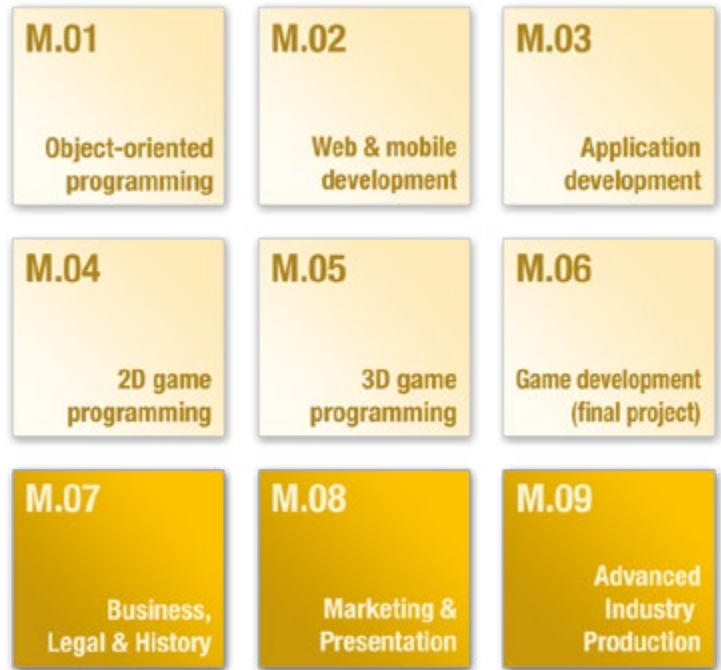 M.01
Object-oriented
programming
M.02
Web & mobile
development
M.03
Application
development
M.04
2D game
programming
M.05
3D game
programming
M.06
Game development
(final project)
M.07
Business,
Legal & History
M.08
Marketing &
Presentation
M.09
Advanced
Industry
Production